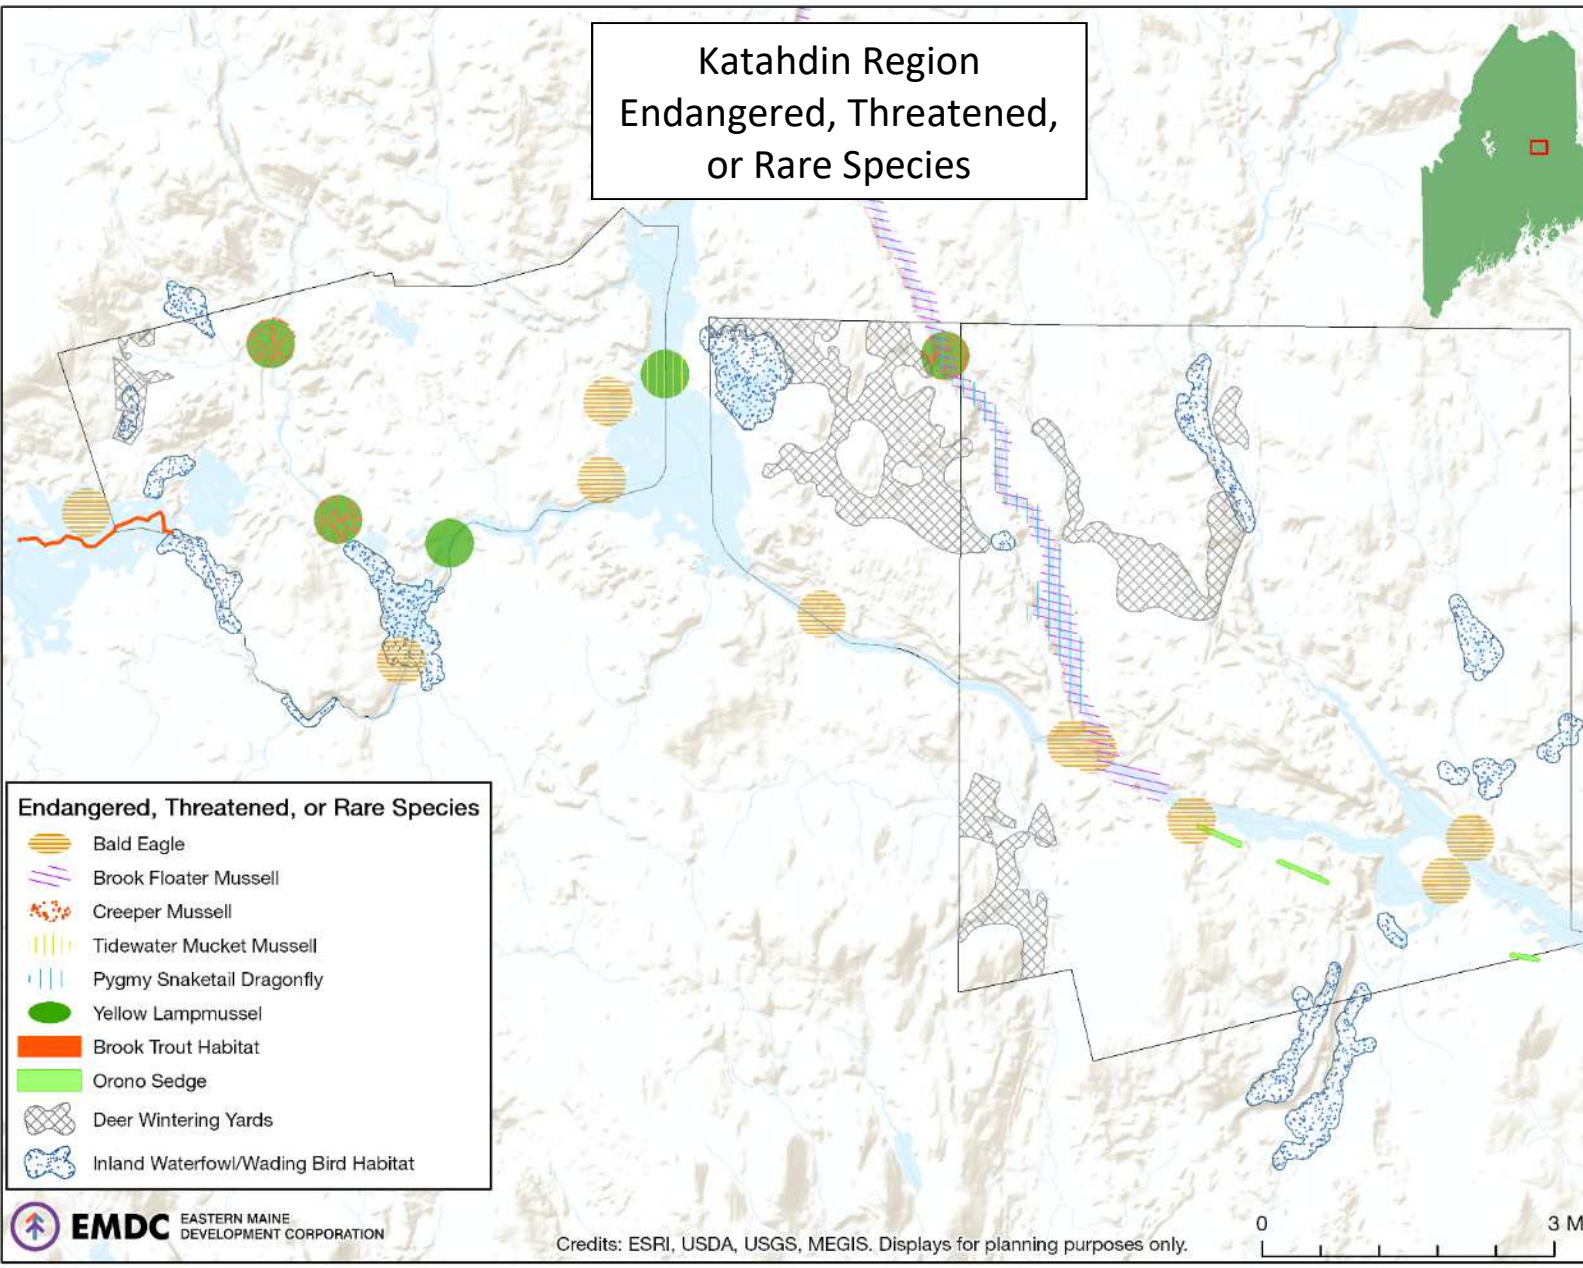 Katahdin Region
Endangered, Threatened,
or Rare Species
Endangered, Threatened, or Rare Species
Bald Eagle
Brook Floater Mussell
Creeper Mussell
Tidewater Mucket Mussell
Pygmy Snaketail Dragonfly
Yellow Lampmussel
Brook Trout Habitat
Orono Sedge
Deer Wintering Yards
Inland Waterfowl/Wading Bird Habitat
EMDC EASTERN MAINE
DEVELOPMENT CORPORATION
Credits: ESRI, USDA, USGS, MEGIS. Displays for planning purposes only.
0 3 M